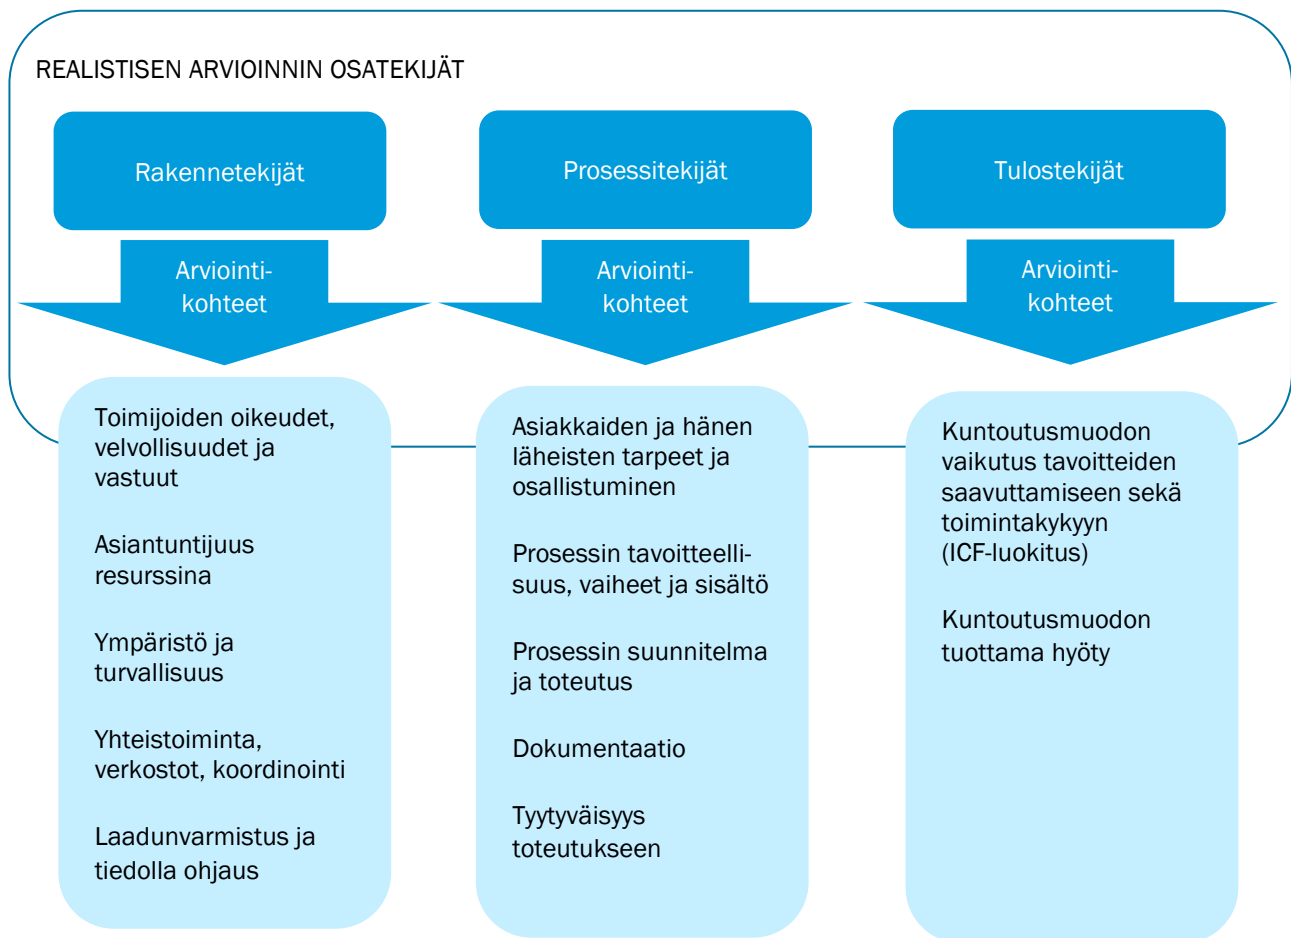 REALISTISEN ARVIOINNIN OSATEKIJÄT
Rakennetekijät
Prosessitekijät
Tulostekijät
Arviointi-
kohteet
Arviointi-
kohteet
Arviointi-
kohteet
Toimijoiden oikeudet,
velvollisuudet ja
vastuut
Asiantuntijuus
resurssina
Ympäristö ja
turvallisuus
Yhteistoiminta,
verkostot, koordinointi
Laadunvarmistus ja
tiedolla ohjaus
Asiakkaiden ja hänen
läheisten tarpeet ja
osallistuminen
Prosessin tavoitteelli-
suus, vaiheet ja sisältö
Prosessin suunnitelma
ja toteutus
Dokumentaatio
Tyytyväisyys
toteutukseen
Kuntoutusmuodon
vaikutus tavoitteiden
saavuttamiseen sekä
toimintakykyyn
(ICF-luokitus)
Kuntoutusmuodon
tuottama hyöty